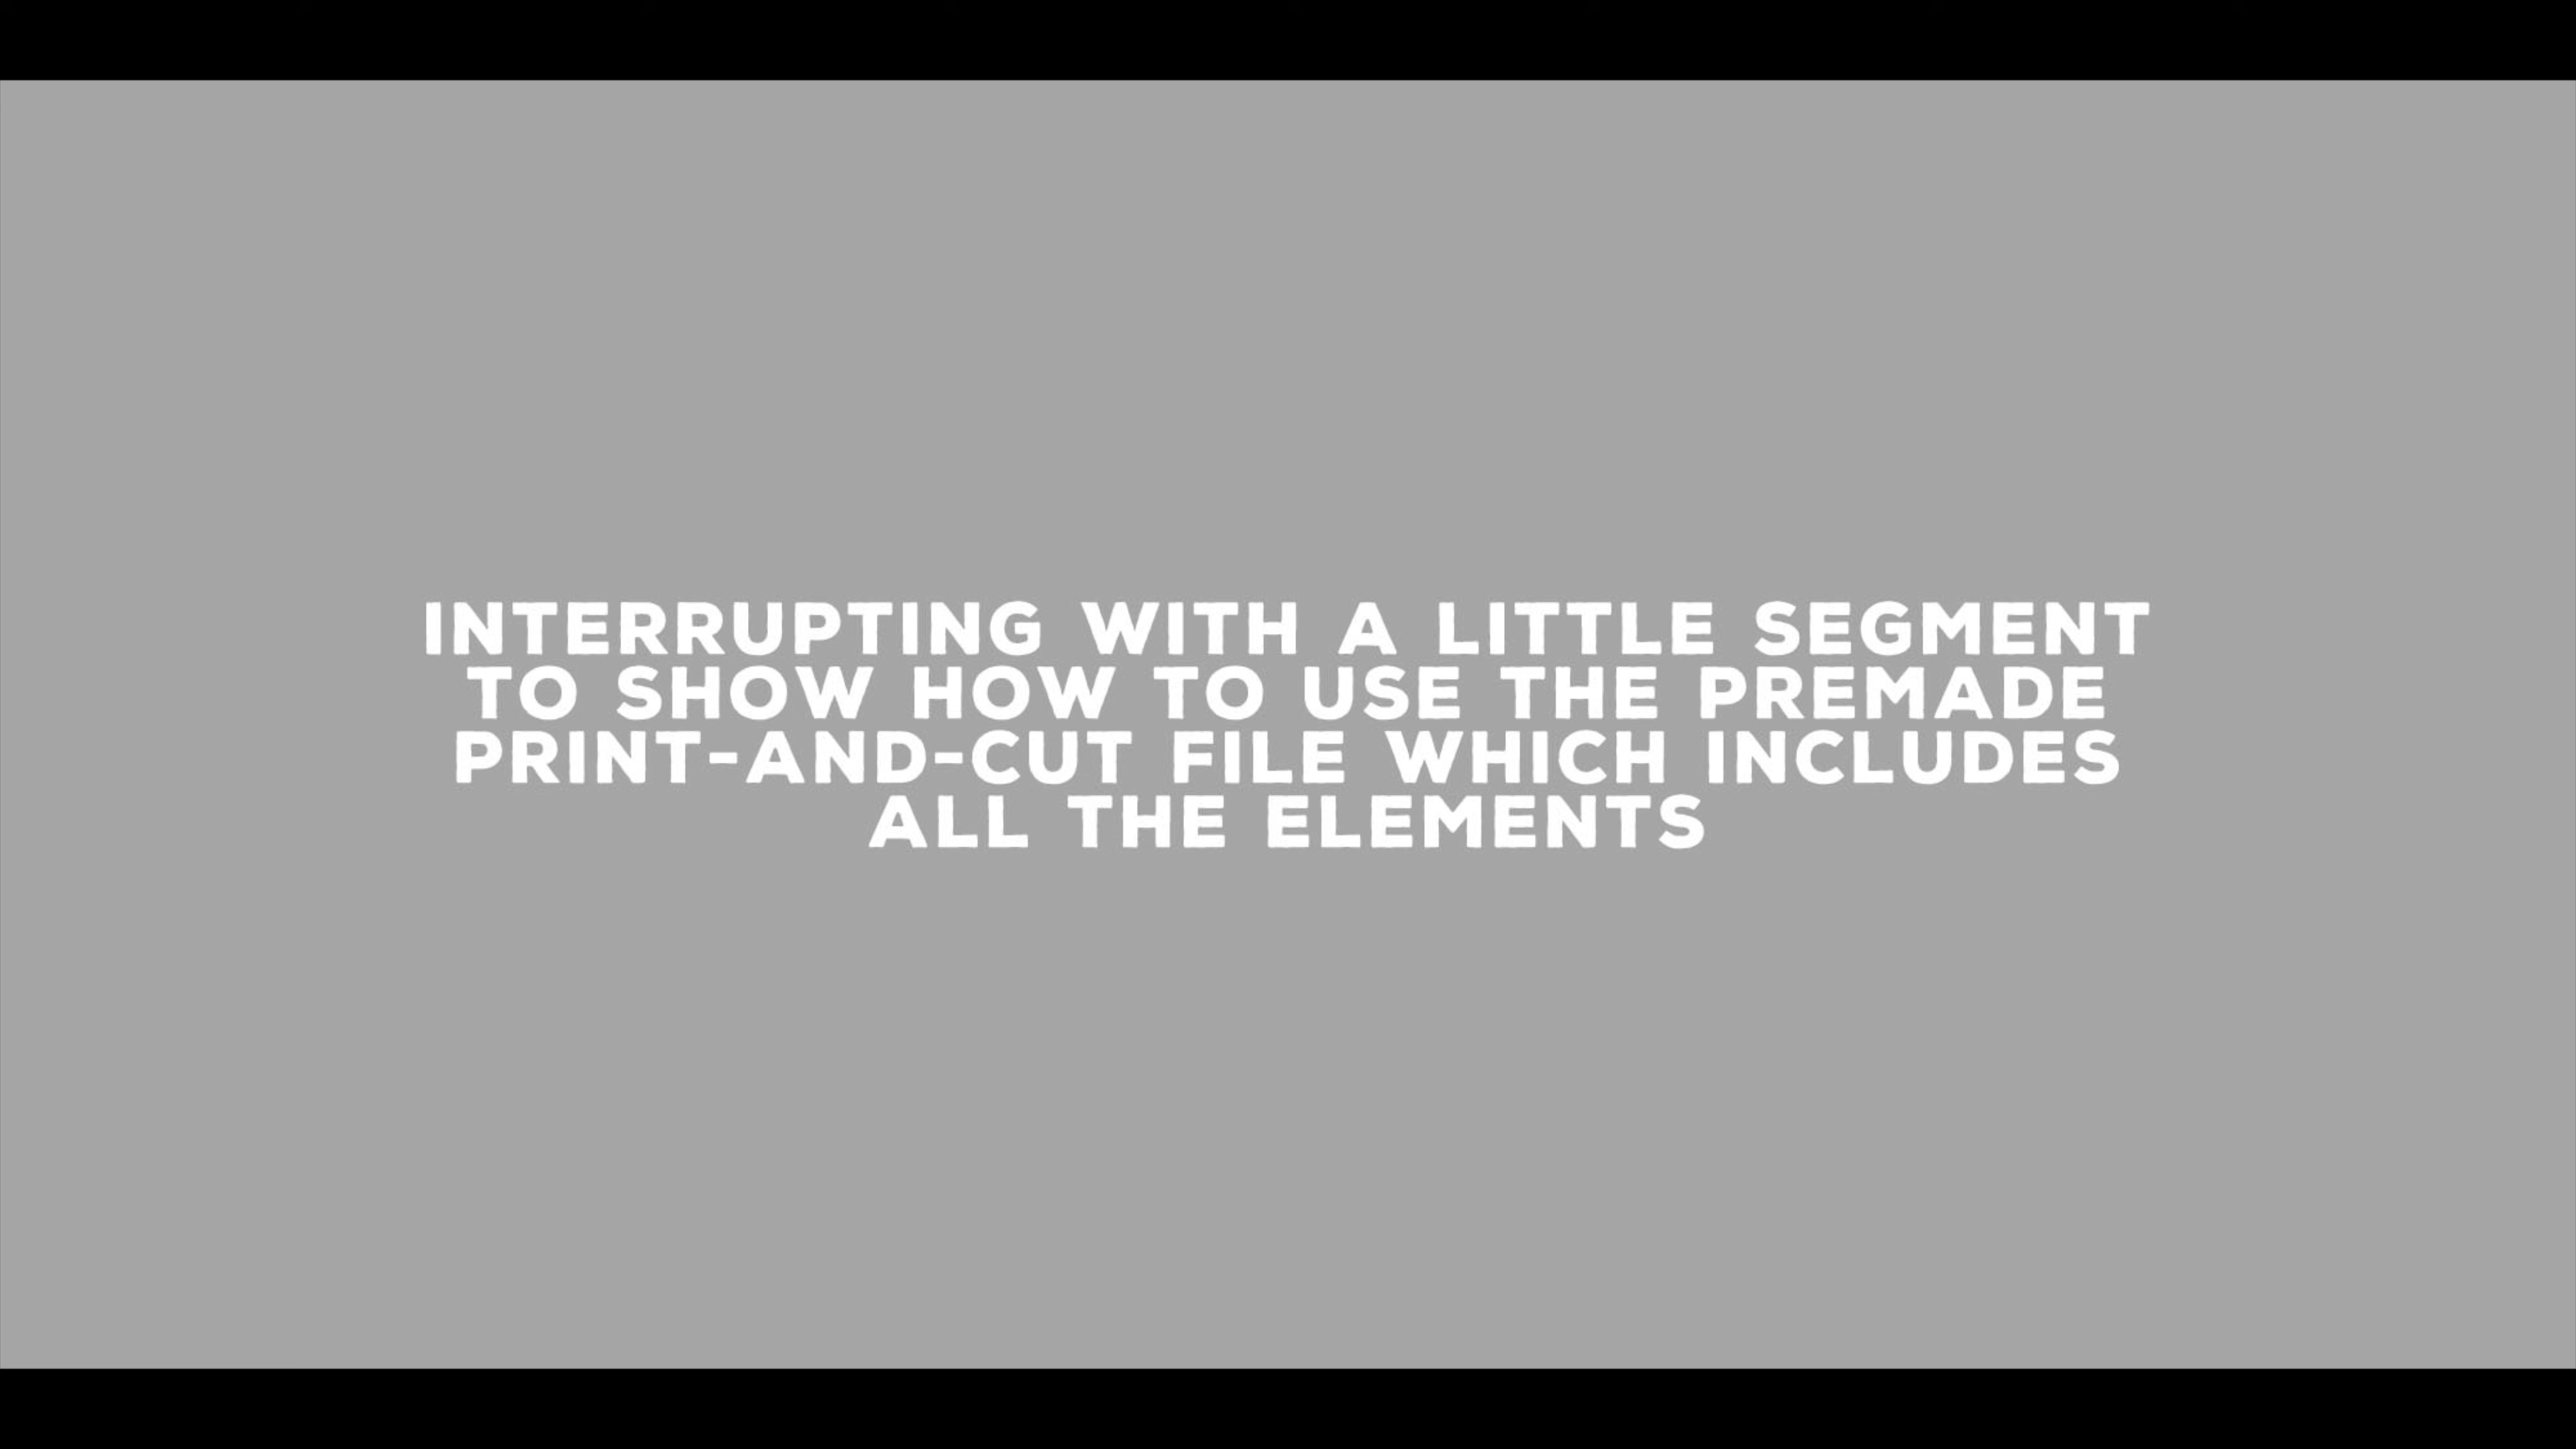 INTERRUPTING WITH A LITTLE SEGMENT
TO SHOW HOW TO USE THE PREMADE
PRINT-AND-CUT FILE WHICH INCLUDES
ALL THE ELEMENTS